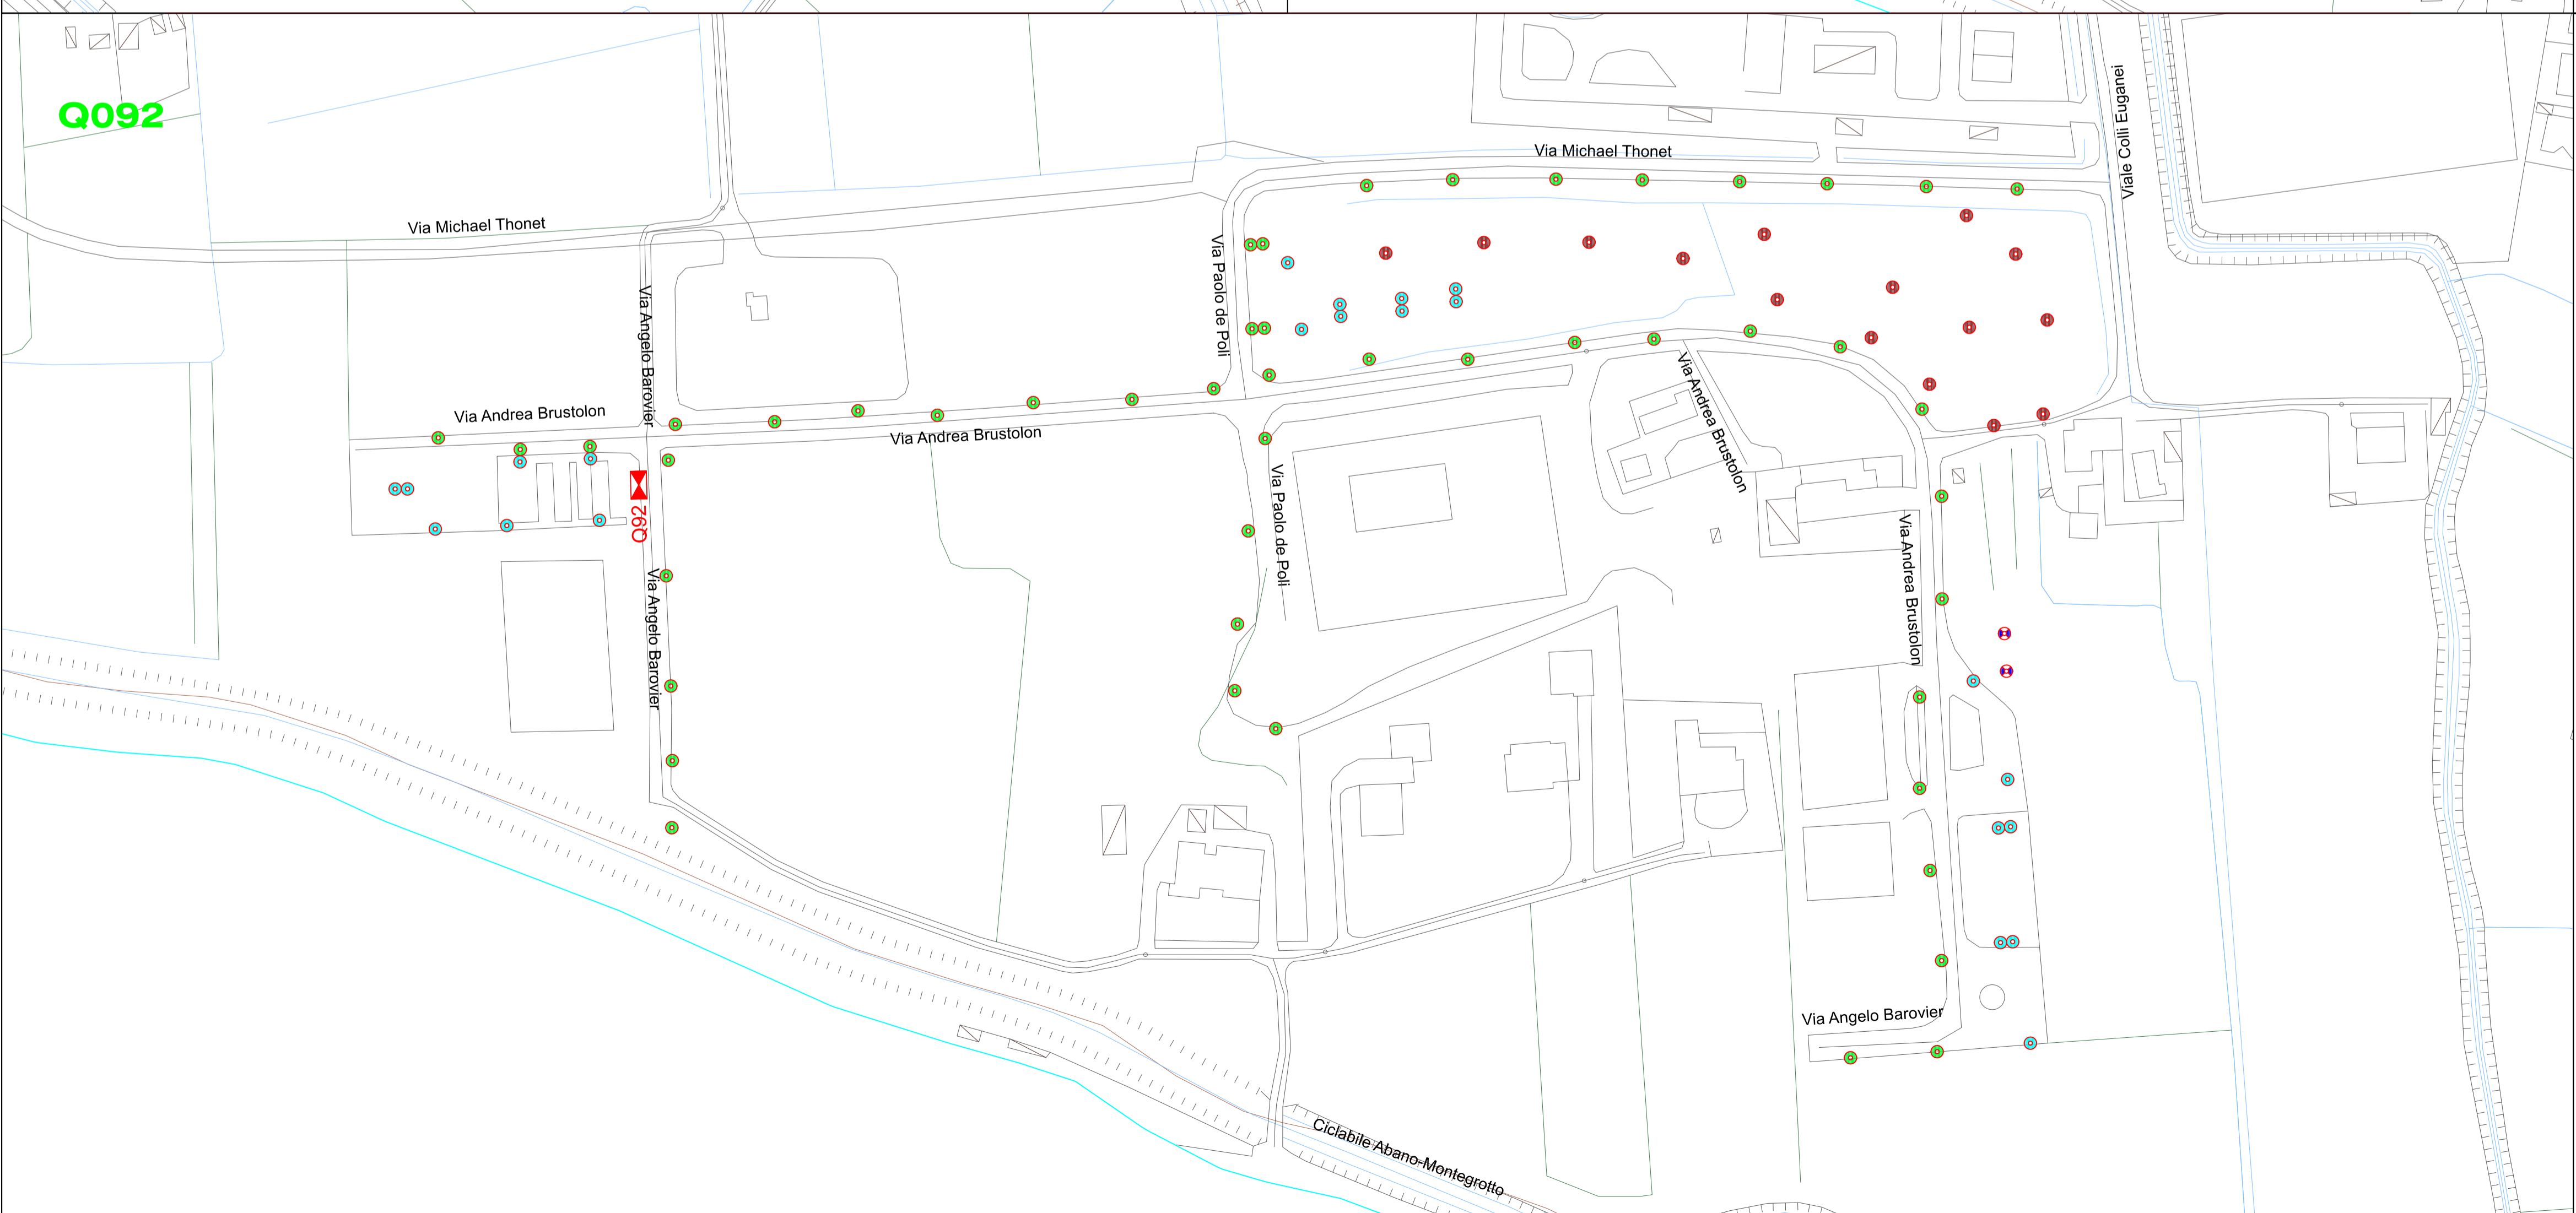 Q092
Via Michael Thonet
Viale Colli Euganei
Via Michael Thonet
Via Paolo de Poli
Via Angelo Barovier
Via Andrea Brustolon
Via Andrea Brustolon
Via Andrea Brustolon
Via Paolo de Poli
Q92
Via Andrea Brustolon
Via Angelo Barovier
Via Angelo Barovier
Ciclabile Abano-Montegrotto